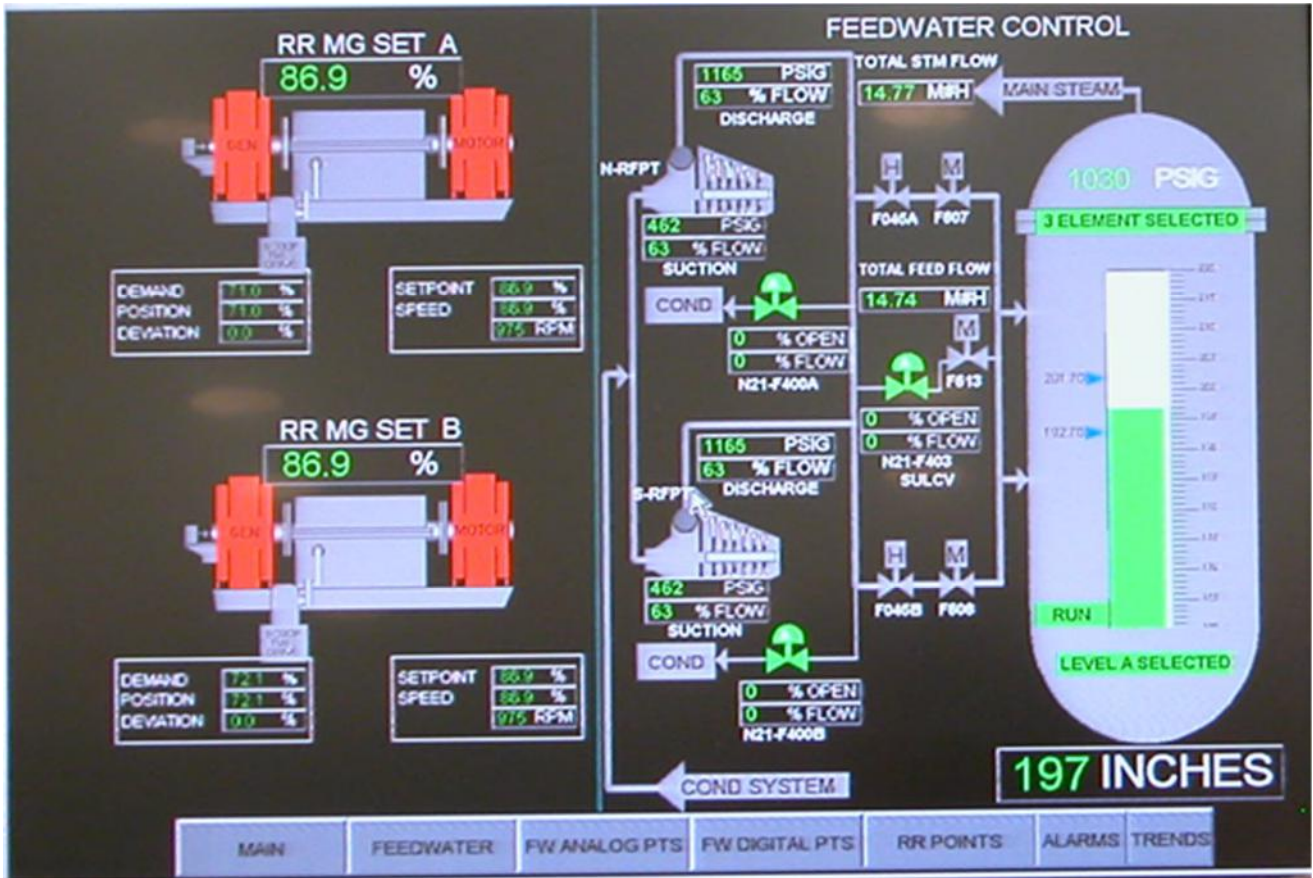 RR MG SET A
86.9 %
GEN
MOTOR
DEMAND 71.0 %
POSITION 71.0 %
DEVIATION 0.0 %
SETPOINT 86.9 %
SPEED 86.9 %
975 RPM
RR MG SET B
86.9 %
GEN
MOTOR
DEMAND 72.1 %
POSITION 72.1 %
DEVIATION 0.0 %
SETPOINT 86.9 %
SPEED 86.9 %
975 RPM
FEEDWATER CONTROL
1165 PSIG
63 % FLOW
DISCHARGE
TOTAL STM FLOW
14.77 M#H
MAIN STEAM
N-RFPT
462 PSIG
63 % FLOW
SUCTION
H
M
F045A
F607
COND
0 % OPEN
0 % FLOW
N21-F400A
TOTAL FEED FLOW
14.74 M#H
M
F613
0 % OPEN
0 % FLOW
N21-F403
SULCV
1165 PSIG
63 % FLOW
DISCHARGE
S-RFPT
462 PSIG
63 % FLOW
SUCTION
H
M
F045B
F608
COND
0 % OPEN
0 % FLOW
N21-F400B
COND SYSTEM
1030 PSIG
3 ELEMENT SELECTED
201.70
192.70
RUN
LEVEL A SELECTED
197 INCHES
MAIN
FEEDWATER
FW ANALOG PTS
FW DIGITAL PTS
RR POINTS
ALARMS
TRENDS